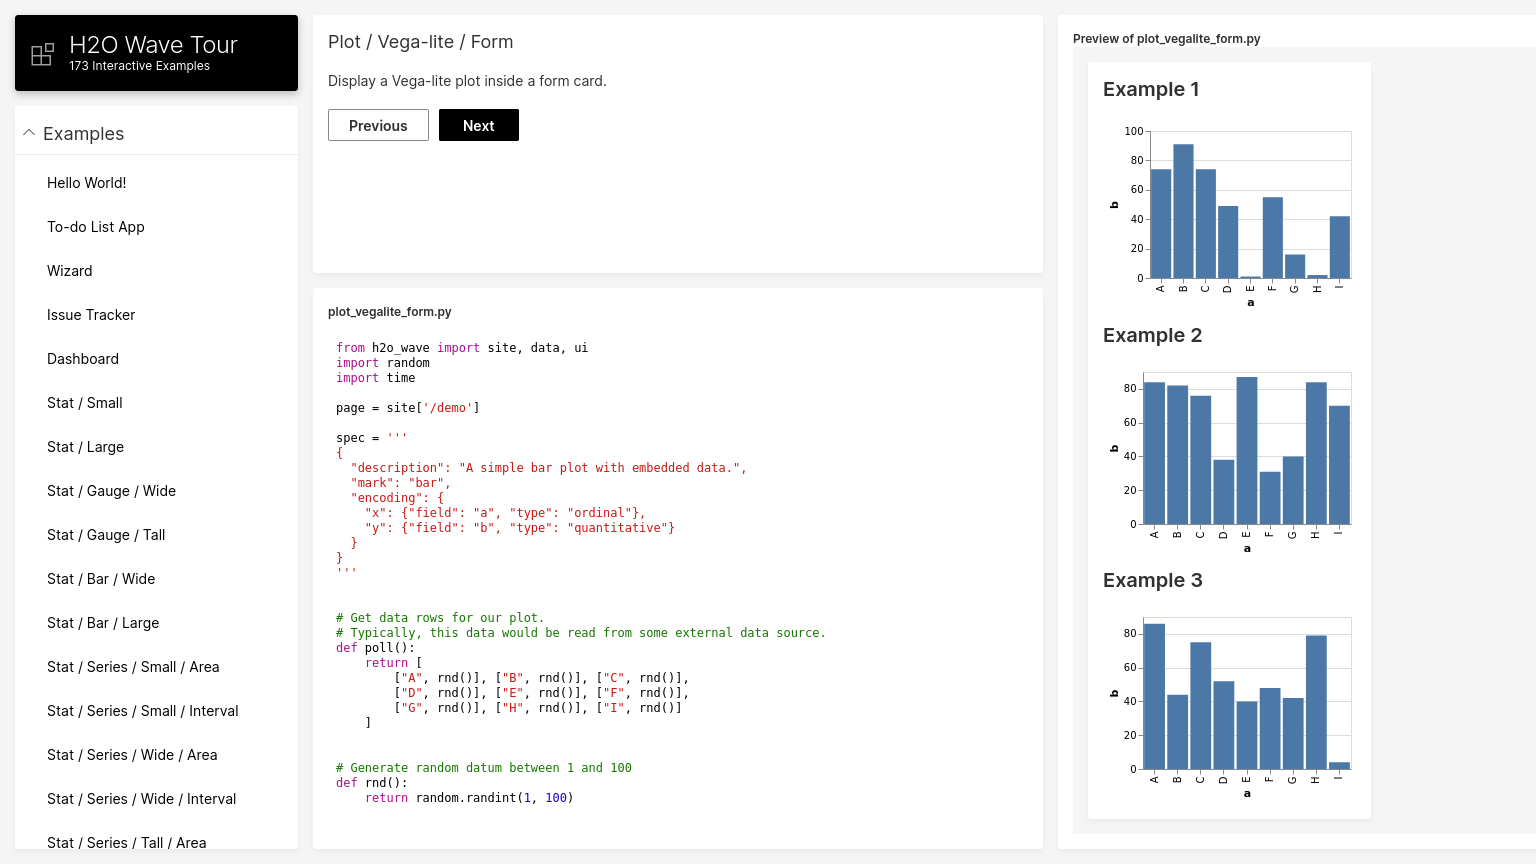 H2O Wave Tour
173 Interactive Examples
Examples
Hello World!
To-do List App
Wizard
Issue Tracker
Dashboard
Stat / Small
Stat / Large
Stat / Gauge / Wide
Stat / Gauge / Tall
Stat / Bar / Wide
Stat / Bar / Large
Stat / Series / Small / Area
Stat / Series / Small / Interval
Stat / Series / Wide / Area
Stat / Series / Wide / Interval
Stat / Series / Tall / Area
Plot / Vega-lite / Form
Display a Vega-lite plot inside a form card.
Previous Next
plot_vegalite_form.py
from h2o_wave import site, data, ui
import random
import time
page = site['/demo']
spec = '''
{
  "description": "A simple bar plot with embedded data.",
  "mark": "bar",
  "encoding": {
    "x": {"field": "a", "type": "ordinal"},
    "y": {"field": "b", "type": "quantitative"}
  }
}
'''
# Get data rows for our plot.
# Typically, this data would be read from some external data source.
def poll():
    return [
        ["A", rnd()], ["B", rnd()], ["C", rnd()],
        ["D", rnd()], ["E", rnd()], ["F", rnd()],
        ["G", rnd()], ["H", rnd()], ["I", rnd()]
    ]
# Generate random datum between 1 and 100
def rnd():
    return random.randint(1, 100)
Preview of plot_vegalite_form.py
Example 1
100
80
60
40
20
0
b
A B C D E F G H I
a
Example 2
80
60
40
20
0
b
A B C D E F G H I
a
Example 3
80
60
40
20
0
b
A B C D E F G H I
a